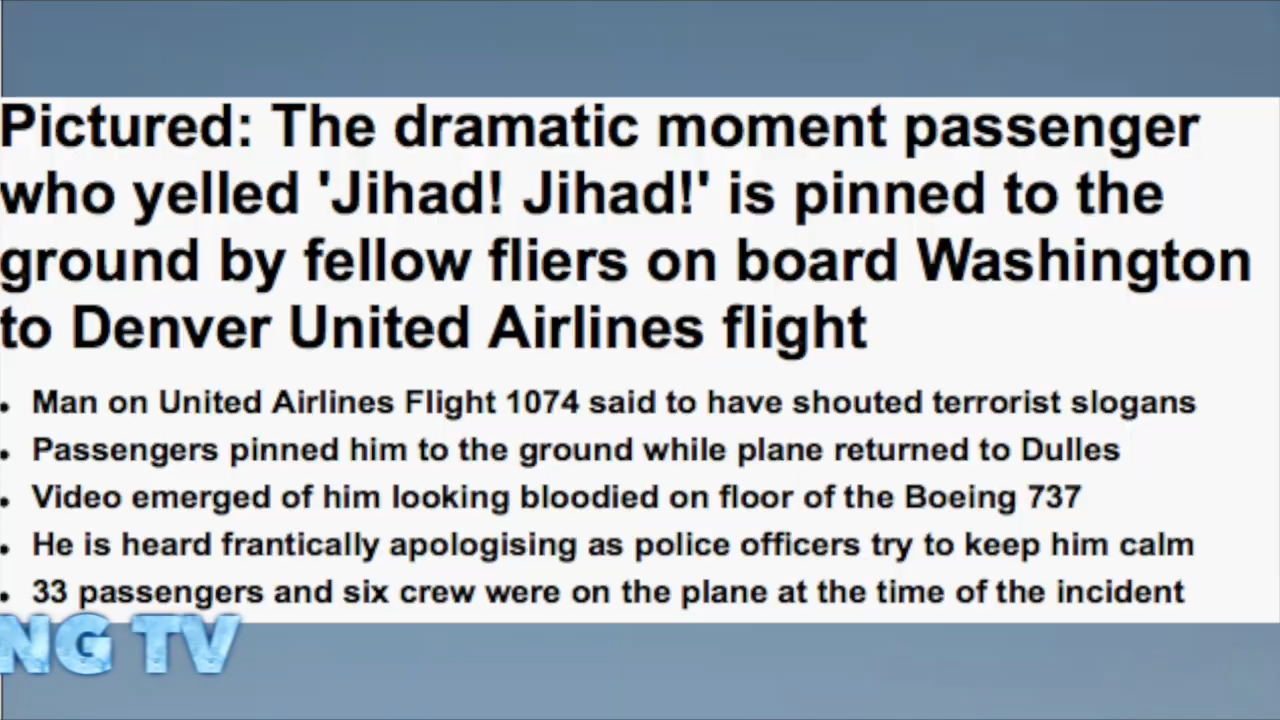 Pictured: The dramatic moment passenger
who yelled 'Jihad! Jihad!' is pinned to the
ground by fellow fliers on board Washington
to Denver United Airlines flight
• Man on United Airlines Flight 1074 said to have shouted terrorist slogans
• Passengers pinned him to the ground while plane returned to Dulles
• Video emerged of him looking bloodied on floor of the Boeing 737
• He is heard frantically apologising as police officers try to keep him calm
• 33 passengers and six crew were on the plane at the time of the incident
NG TV